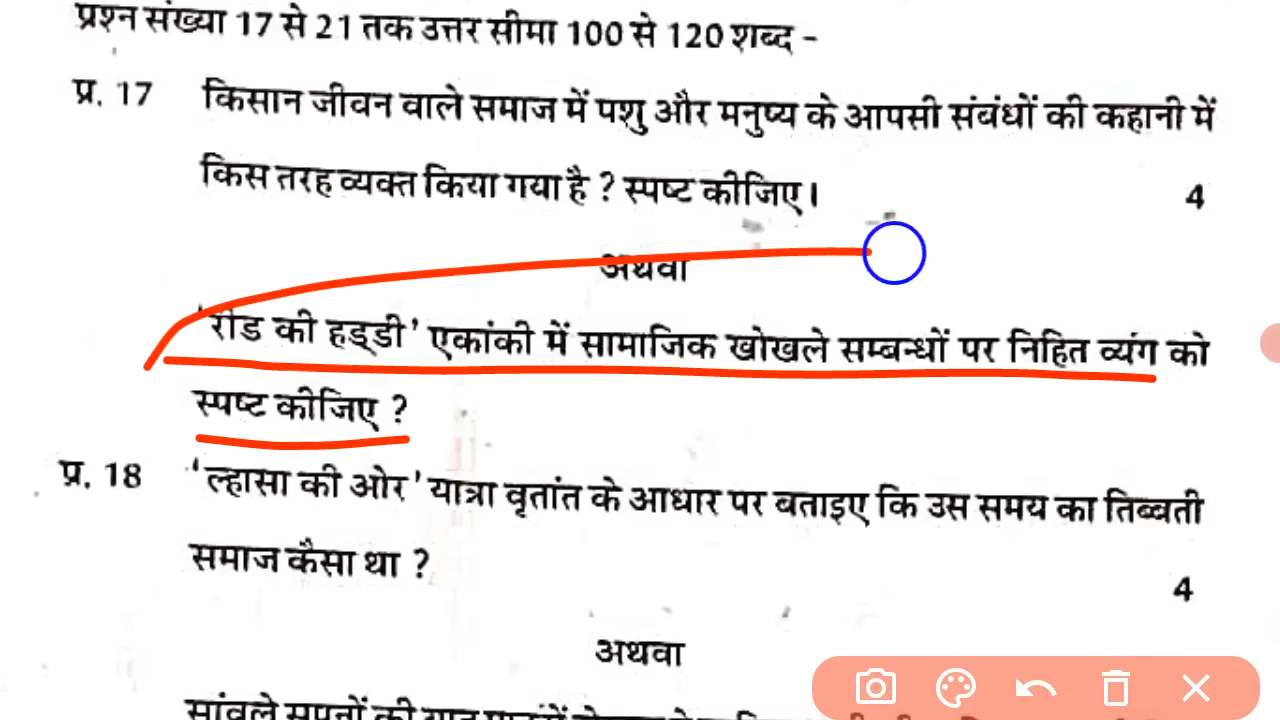 प्रश्न संख्या 17 से 21 तक उत्तर सीमा 100 से 120 शब्द -
प्र. 17 किसान जीवन वाले समाज में पशु और मनुष्य के आपसी संबंधों की कहानी में
किस तरह व्यक्त किया गया है ? स्पष्ट कीजिए। 4
अथवा
'रीड की हड्डी' एकांकी में सामाजिक खोखले सम्बन्धों पर निहित व्यंग को
स्पष्ट कीजिए ?
प्र. 18 'ल्हासा की ओर' यात्रा वृतांत के आधार पर बताइए कि उस समय का तिब्बती
समाज कैसा था ? 4
अथवा
सांवले सपनों की याद